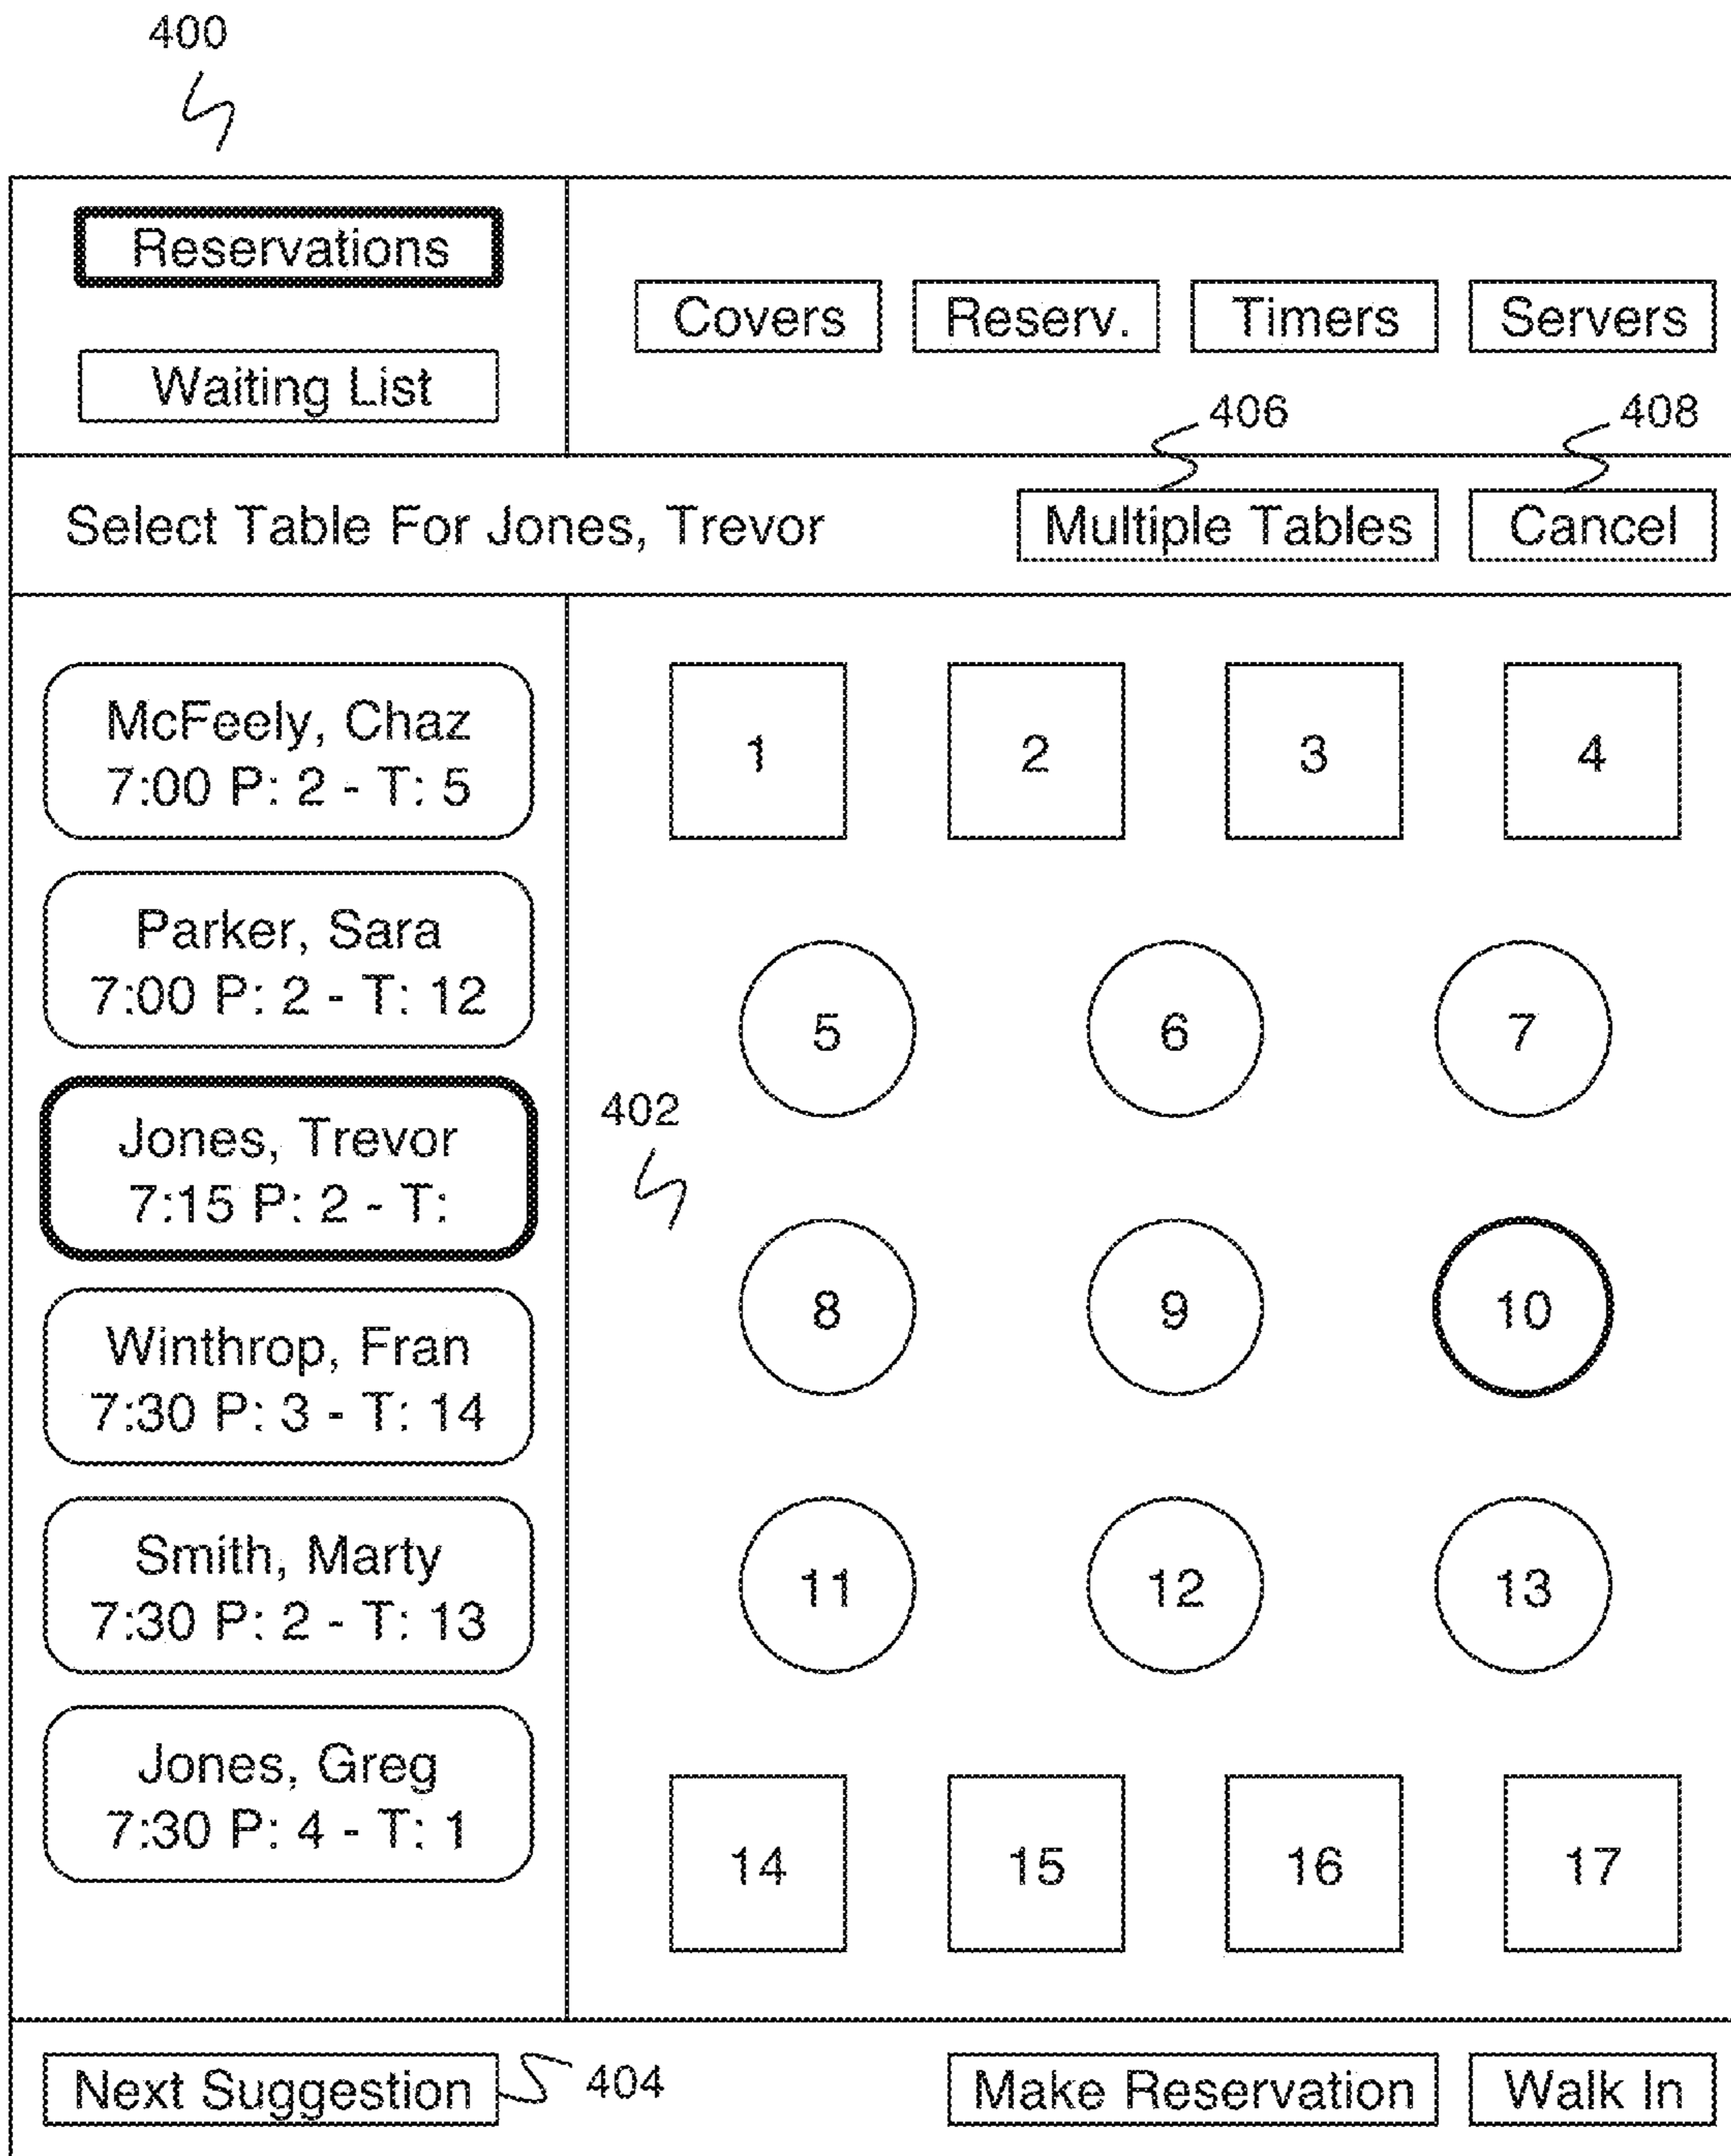 400
Reservations
Waiting List
Covers
Reserv.
Timers
Servers
406
408
Select Table For Jones, Trevor
Multiple Tables
Cancel
McFeely, Chaz
7:00 P: 2 - T: 5
Parker, Sara
7:00 P: 2 - T: 12
Jones, Trevor
7:15 P: 2 - T:
Winthrop, Fran
7:30 P: 3 - T: 14
Smith, Marty
7:30 P: 2 - T: 13
Jones, Greg
7:30 P: 4 - T: 1
1
2
3
4
5
6
7
402
8
9
10
11
12
13
14
15
16
17
Next Suggestion
404
Make Reservation
Walk In